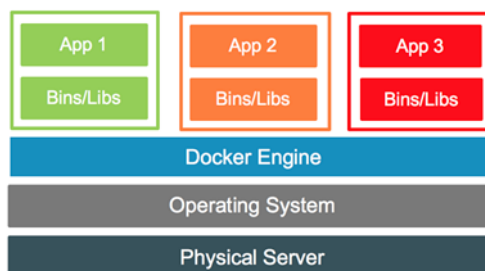 App 1
App 2
App 3
Bins/Libs
Bins/Libs
Bins/Libs
Docker Engine
Operating System
Physical Server